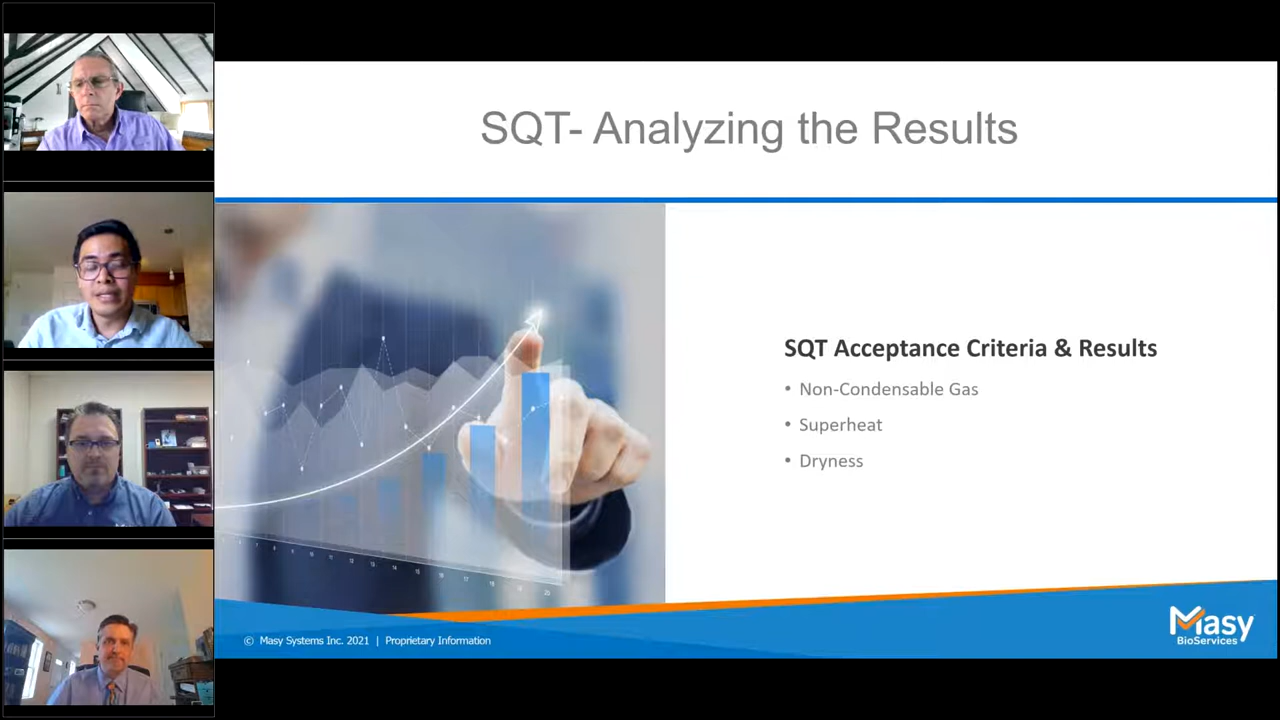 SQT- Analyzing the Results
SQT Acceptance Criteria & Results
• Non-Condensable Gas
• Superheat
• Dryness
© Masy Systems Inc. 2021 | Proprietary Information
Masy
BioServices